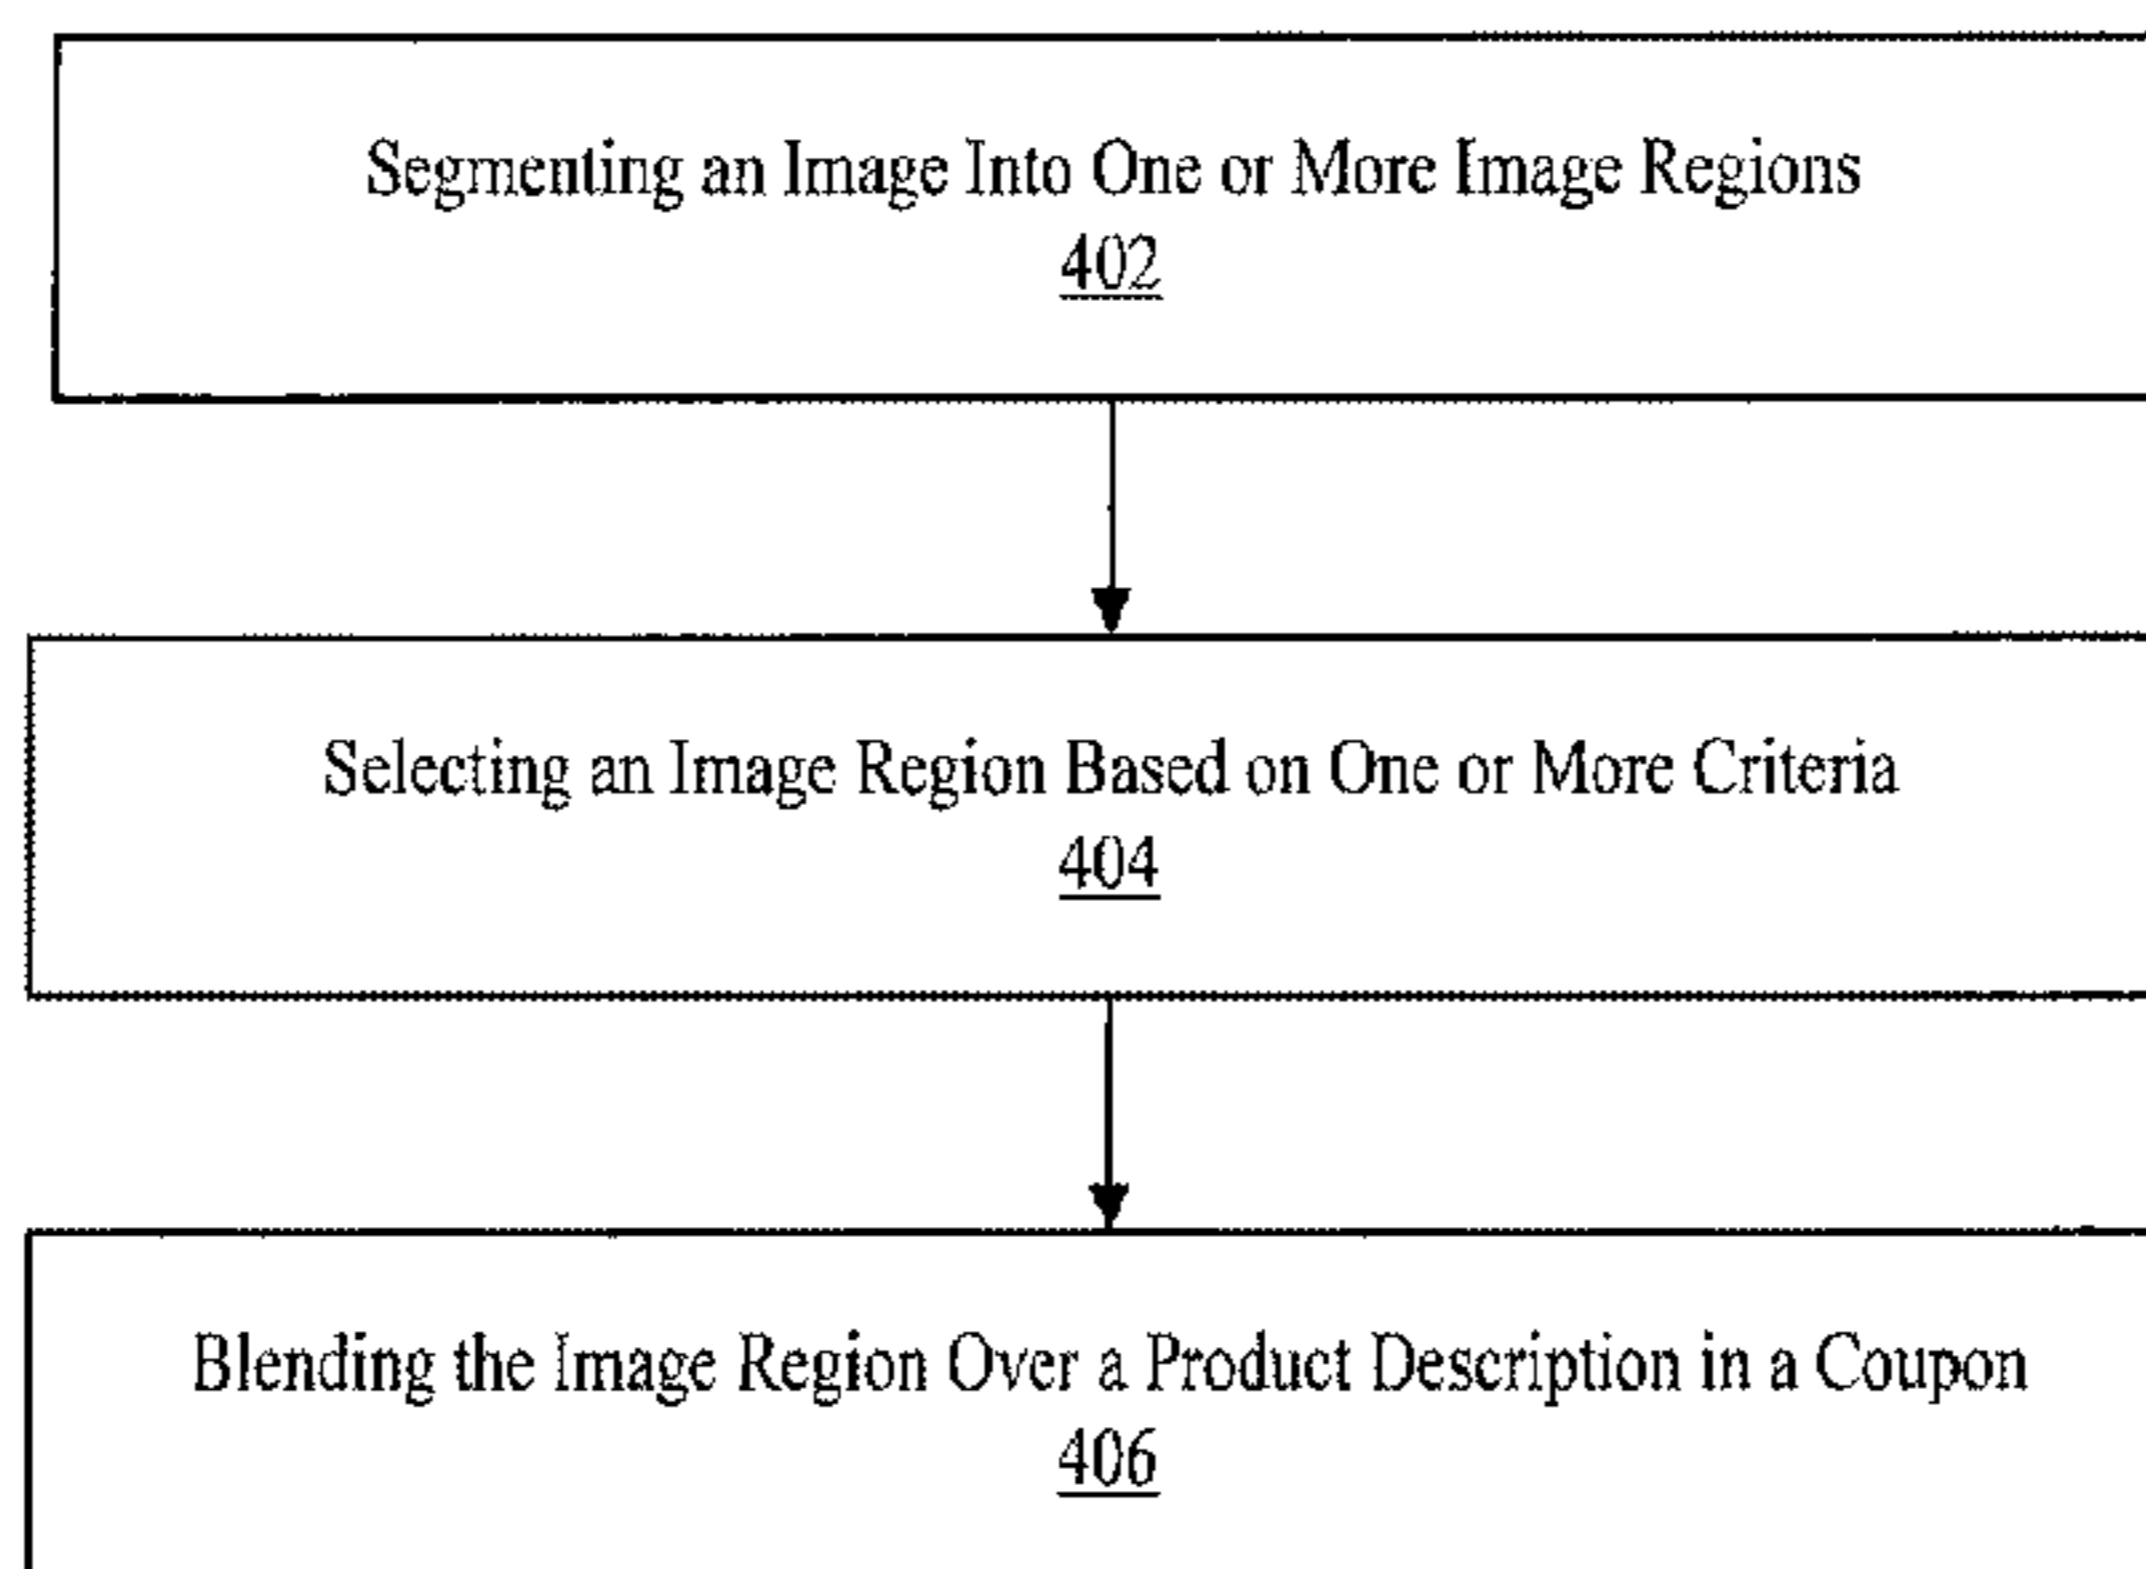 Segmenting an Image Into One or More Image Regions
402
Selecting an Image Region Based on One or More Criteria
404
Blending the Image Region Over a Product Description in a Coupon
406